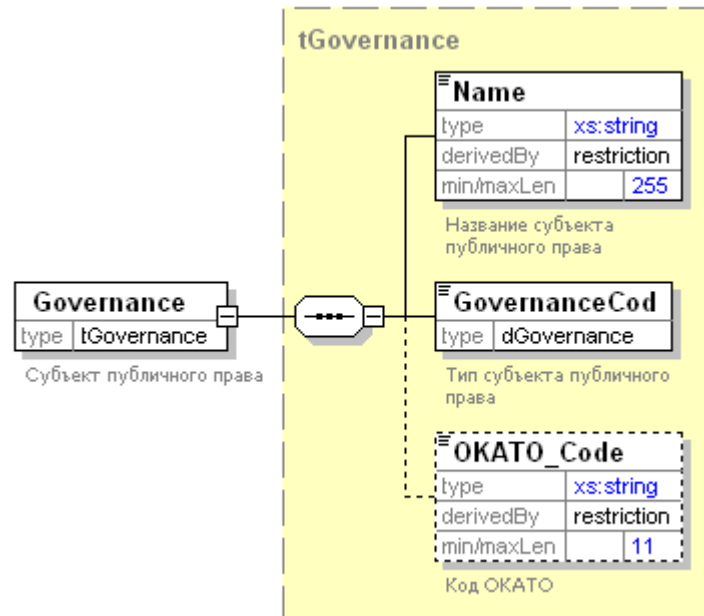 tGovernance
Name
type xs:string
derivedBy restriction
min/maxLen 255
Название субъекта
публичного права
Governance
type tGovernance
Субъект публичного права
GovernanceCod
type dGovernance
Тип субъекта публичного
права
OKATO_Code
type xs:string
derivedBy restriction
min/maxLen 11
Код ОКАТО